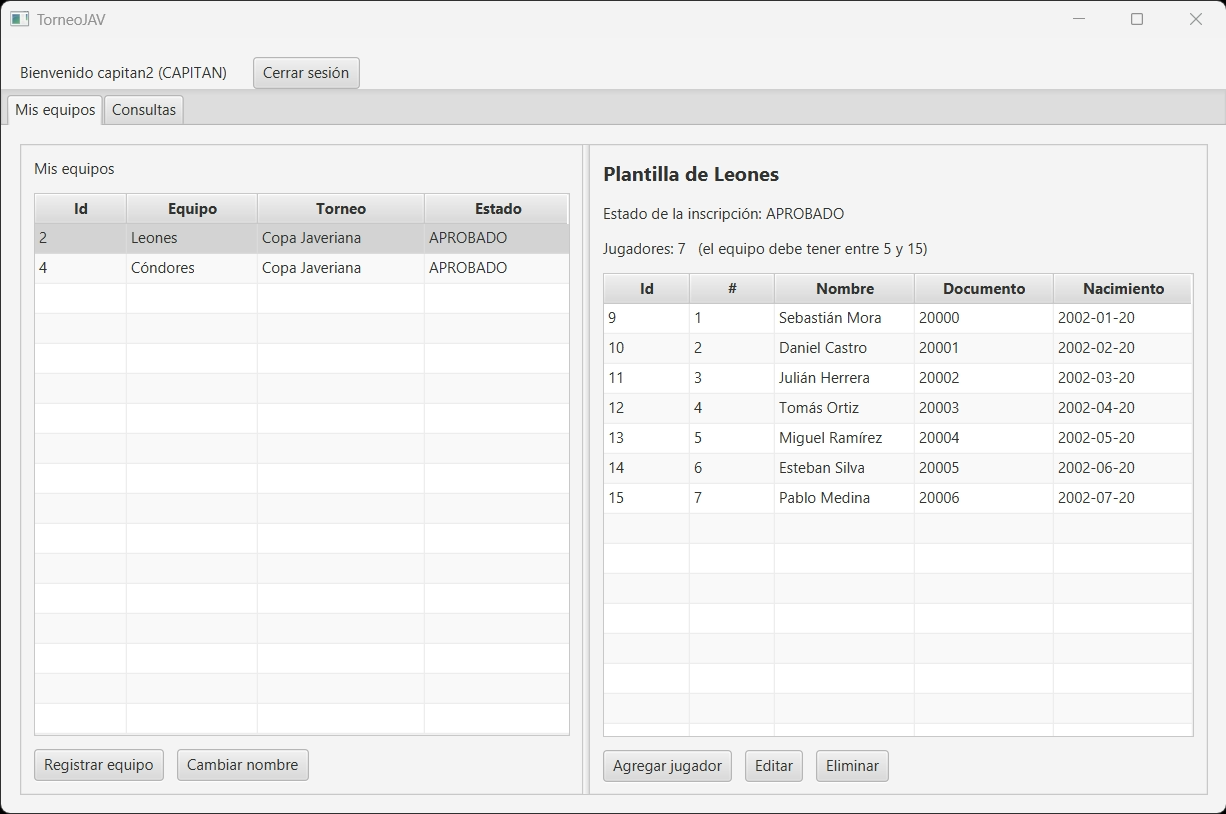 TorneoJAV
Bienvenido capitan2 (CAPITAN) Cerrar sesión
Mis equipos Consultas
Mis equipos
Id Equipo Torneo Estado
2 Leones Copa Javeriana APROBADO
4 Cóndores Copa Javeriana APROBADO
Registrar equipo Cambiar nombre
Plantilla de Leones
Estado de la inscripción: APROBADO
Jugadores: 7 (el equipo debe tener entre 5 y 15)
Id # Nombre Documento Nacimiento
9 1 Sebastián Mora 20000 2002-01-20
10 2 Daniel Castro 20001 2002-02-20
11 3 Julián Herrera 20002 2002-03-20
12 4 Tomás Ortiz 20003 2002-04-20
13 5 Miguel Ramírez 20004 2002-05-20
14 6 Esteban Silva 20005 2002-06-20
15 7 Pablo Medina 20006 2002-07-20
Agregar jugador Editar Eliminar